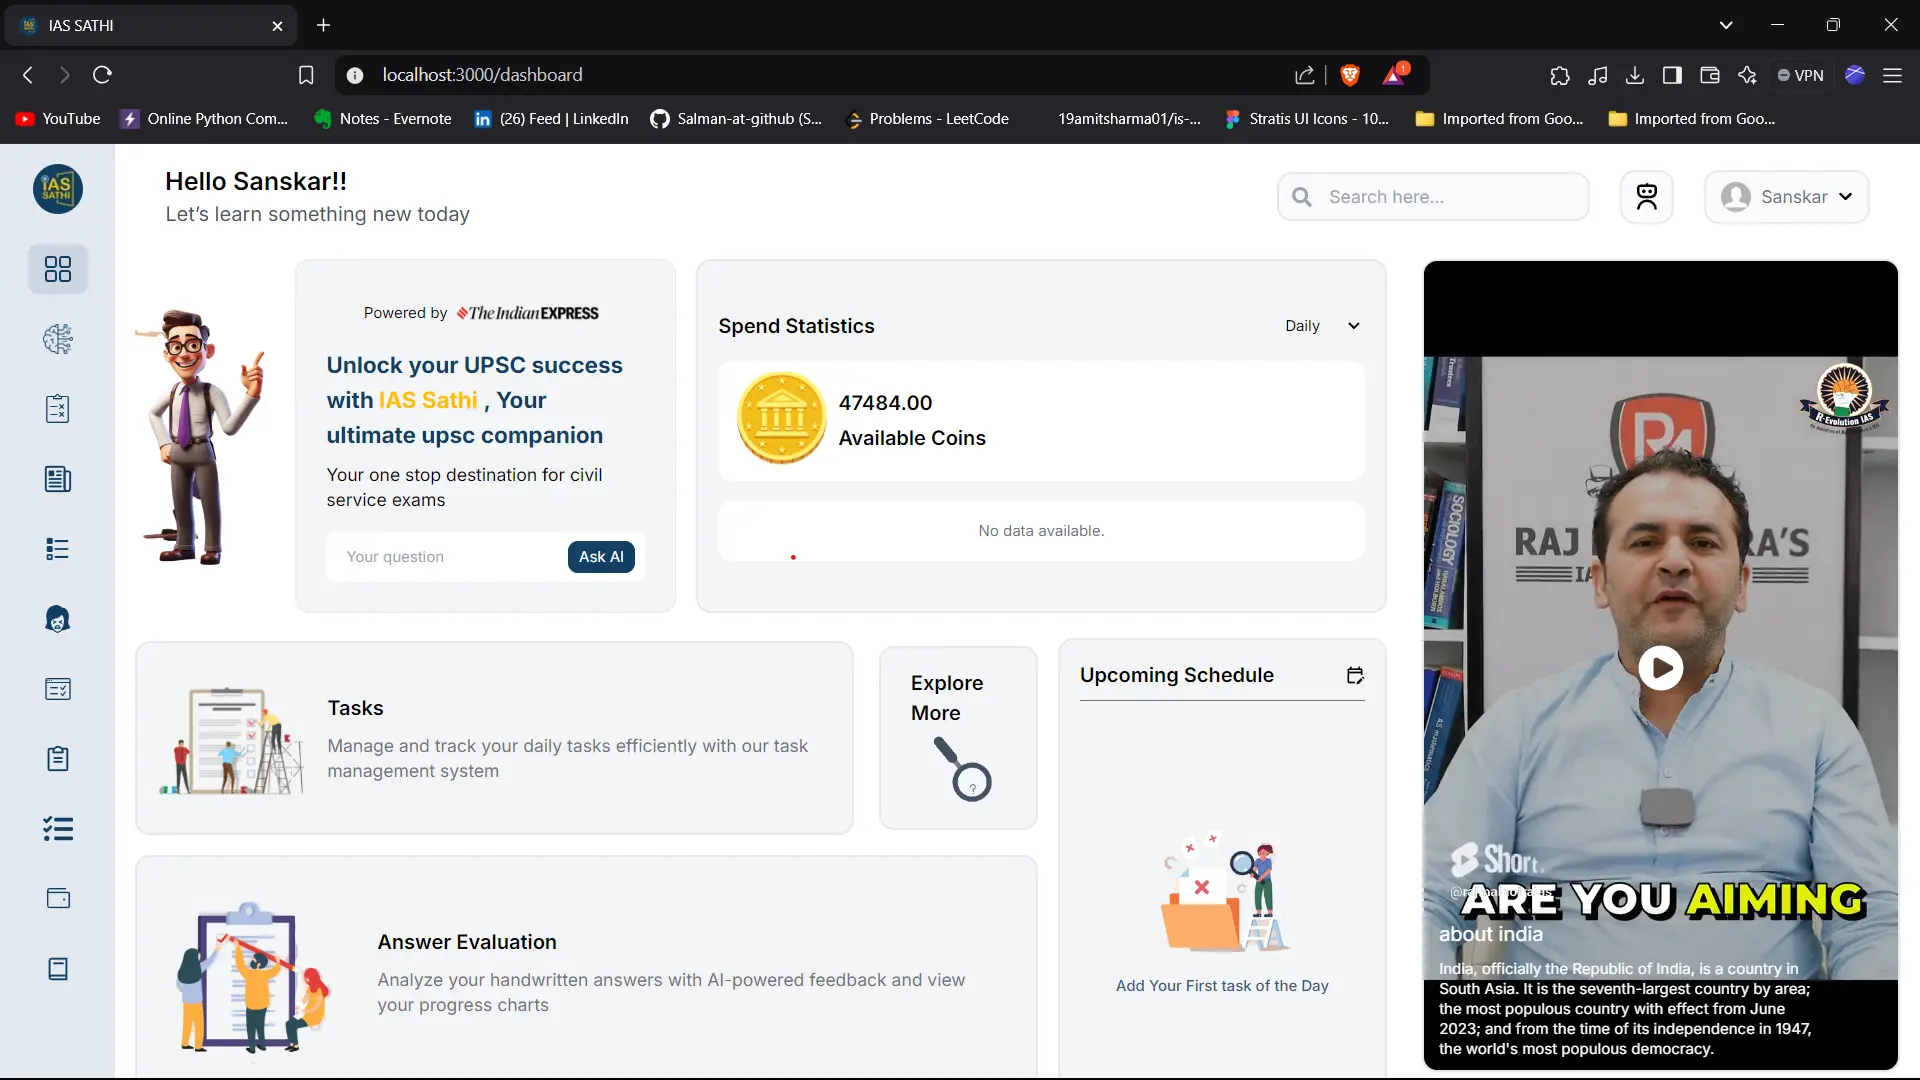 IAS SATHI
localhost:3000/dashboard
1
VPN
YouTube
Online Python Com...
Notes - Evernote
(26) Feed | LinkedIn
Salman-at-github (S...
Problems - LeetCode
19amitsharma01/is-...
Stratis UI Icons - 10...
Imported from Goo...
Imported from Goo...
IAS
SATHI
Hello Sanskar!!
Let's learn something new today
Search here...
Sanskar
Powered by The Indian EXPRESS
Unlock your UPSC success
with IAS Sathi , Your
ultimate upsc companion
Your one stop destination for civil
service exams
Your question
Ask AI
Spend Statistics
Daily
47484.00
Available Coins
No data available.
Tasks
Manage and track your daily tasks efficiently with our task
management system
Explore
More
?
Upcoming Schedule
Add Your First task of the Day
Answer Evaluation
Analyze your handwritten answers with AI-powered feedback and view
your progress charts
R-Evolution IAS
SOCIOLOGY
RAJ RA'S
IA
Short.
ARE YOU AIMING
about india
India, officially the Republic of India, is a country in
South Asia. It is the seventh-largest country by area;
the most populous country with effect from June
2023; and from the time of its independence in 1947,
the world's most populous democracy.